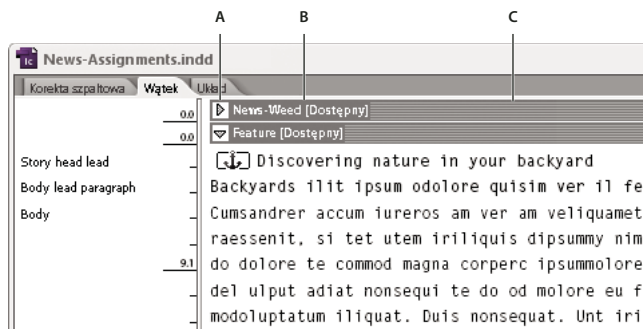 A B C
News-Assignments.indd
Korekta szpaltowa Wątek Układ
0.0 News-Weed [Dostępny]
0.0 Feature [Dostępny]
Story head lead Discovering nature in your backyard
Body lead paragraph Backyards ilit ipsum odolore quisim ver il fe
Body Cumsandrer accum iureros am ver am veliquamet
raessenit, si tet utem iriliquis dipsummy nim
9.1 do dolore te commod magna corperc ipsummolore
del ulput adiat nonsequi te do od molore eu f
modoluptatum iliquat. Duis nonsequat. Unt iri